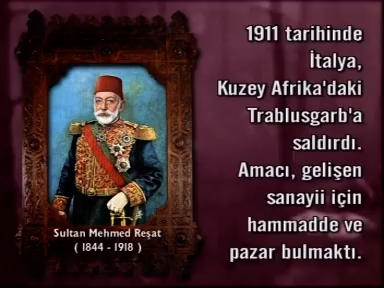 1911 tarihinde
İtalya,
Kuzey Afrika'daki
Trablusgarb'a
saldırdı.
Amacı, gelişen
sanayii için
hammadde ve
pazar bulmaktı.
Sultan Mehmed Reşat
( 1844 - 1918 )